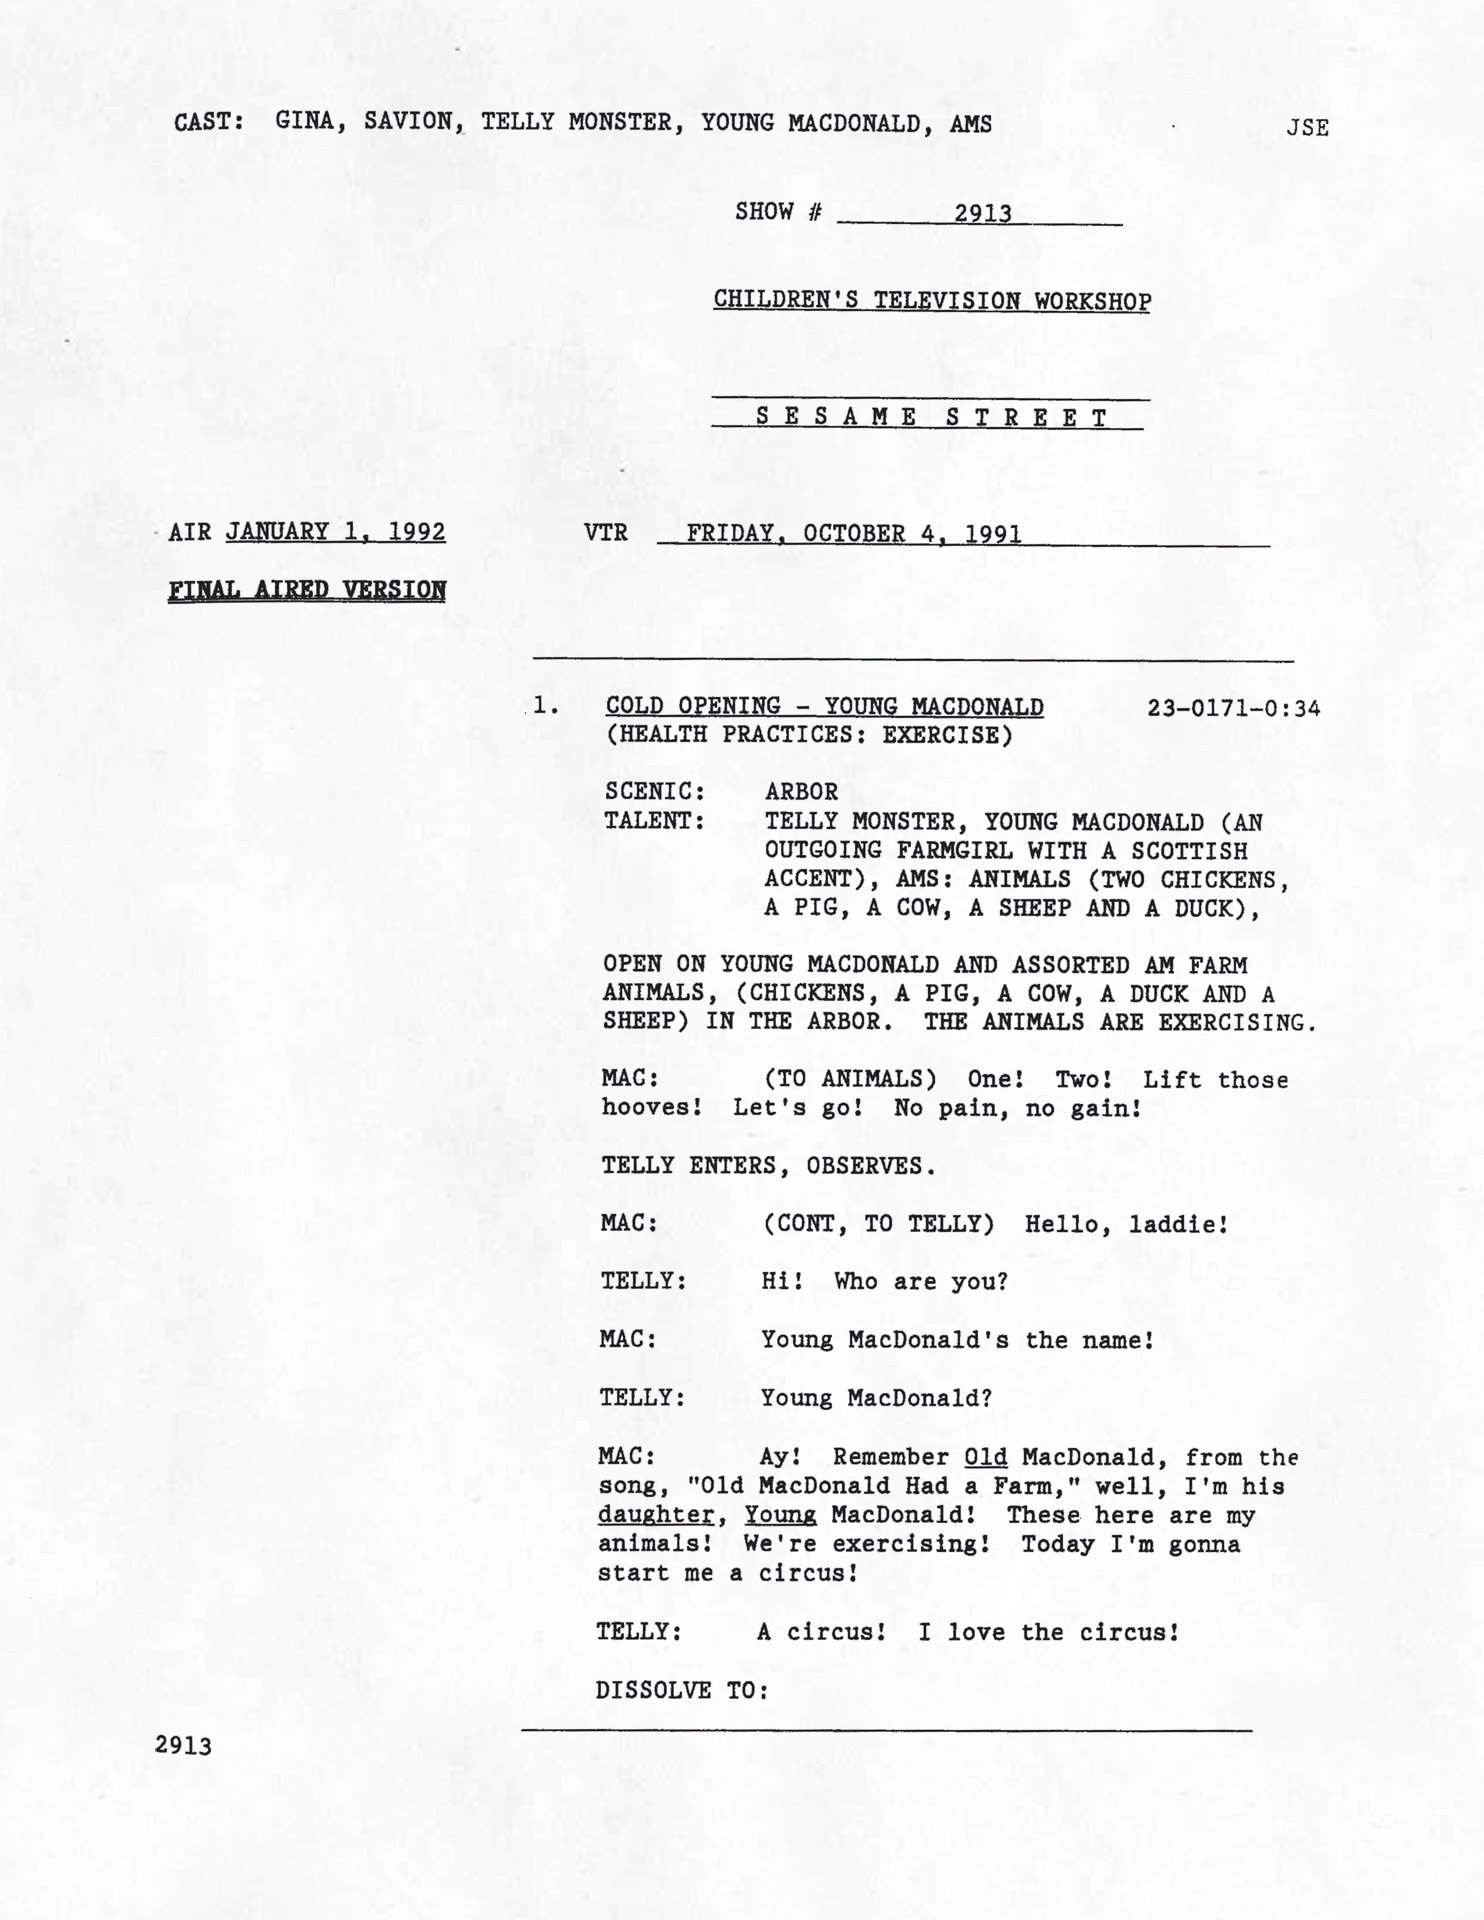 CAST: GINA, SAVION, TELLY MONSTER, YOUNG MACDONALD, AMS JSE
SHOW # 2913
CHILDREN'S TELEVISION WORKSHOP
SESAME STREET
AIR JANUARY 1, 1992 VTR FRIDAY, OCTOBER 4, 1991
FINAL AIRED VERSION
1. COLD OPENING - YOUNG MACDONALD 23-0171-0:34
(HEALTH PRACTICES: EXERCISE)
SCENIC: ARBOR
TALENT: TELLY MONSTER, YOUNG MACDONALD (AN
OUTGOING FARMGIRL WITH A SCOTTISH
ACCENT), AMS: ANIMALS (TWO CHICKENS,
A PIG, A COW, A SHEEP AND A DUCK),
OPEN ON YOUNG MACDONALD AND ASSORTED AM FARM
ANIMALS, (CHICKENS, A PIG, A COW, A DUCK AND A
SHEEP) IN THE ARBOR. THE ANIMALS ARE EXERCISING.
MAC: (TO ANIMALS) One! Two! Lift those
hooves! Let's go! No pain, no gain!
TELLY ENTERS, OBSERVES.
MAC: (CONT, TO TELLY) Hello, laddie!
TELLY: Hi! Who are you?
MAC: Young MacDonald's the name!
TELLY: Young MacDonald?
MAC: Ay! Remember Old MacDonald, from the
song, "Old MacDonald Had a Farm," well, I'm his
daughter, Young MacDonald! These here are my
animals! We're exercising! Today I'm gonna
start me a circus!
TELLY: A circus! I love the circus!
DISSOLVE TO:
2913